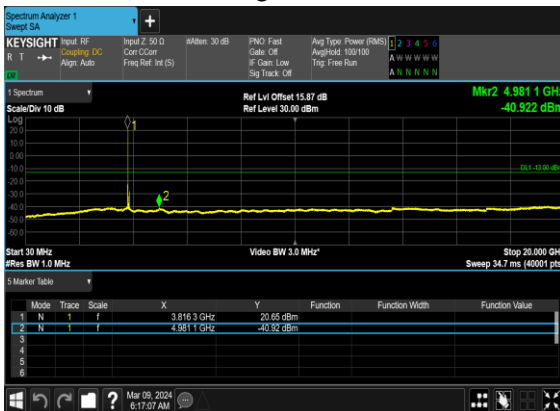 Spectrum Analyzer 1
Swept SA
KEYSIGHT
R T
LV
Input: RF
Coupling: DC
Align: Auto
Input Z: 50 Ω
Corr CCorr
Freq Ref: Int (S)
#Atten: 30 dB
PNO: Fast
Gate: Off
IF Gain: Low
Sig Track: Off
Avg Type: Power (RMS)
Avg|Hold: 100/100
Trig: Free Run
1 2 3 4 5 6
A W W W W W
A N N N N N
1 Spectrum
Scale/Div 10 dB
Ref Lvl Offset 15.87 dB
Ref Level 30.00 dBm
Mkr2 4.981 1 GHz
-40.922 dBm
Log
20.0
10.0
0.00
-10.0
-20.0
-30.0
-40.0
-50.0
-60.0
1
2
DL1 -13.00 dBm
Start 30 MHz
#Res BW 1.0 MHz
Video BW 3.0 MHz*
Stop 20.000 GHz
Sweep 34.7 ms (40001 pts)
5 Marker Table
Mode Trace Scale X Y Function Function Width Function Value
1 N 1 f 3.816 3 GHz 20.65 dBm
2 N 1 f 4.981 1 GHz -40.92 dBm
3
4
5
6
?
Mar 09, 2024
6:17:07 AM